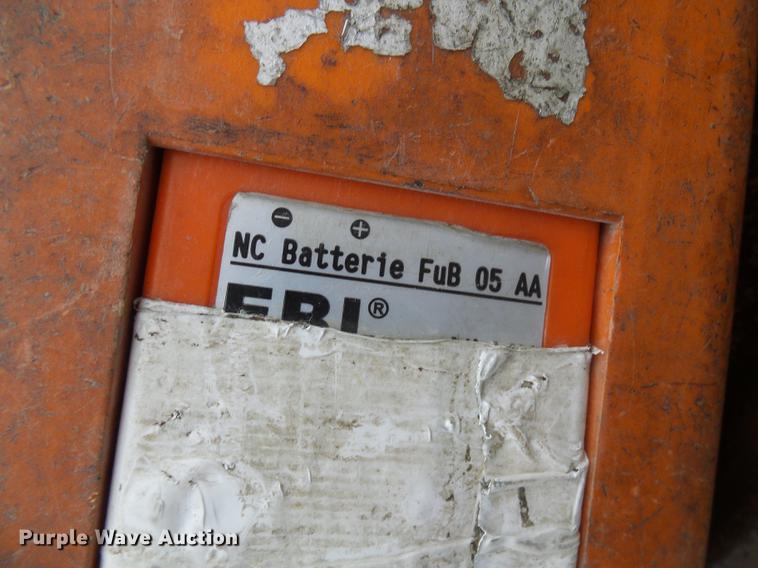 NC Batterie FuB 05 AA
Purple Wave Auction